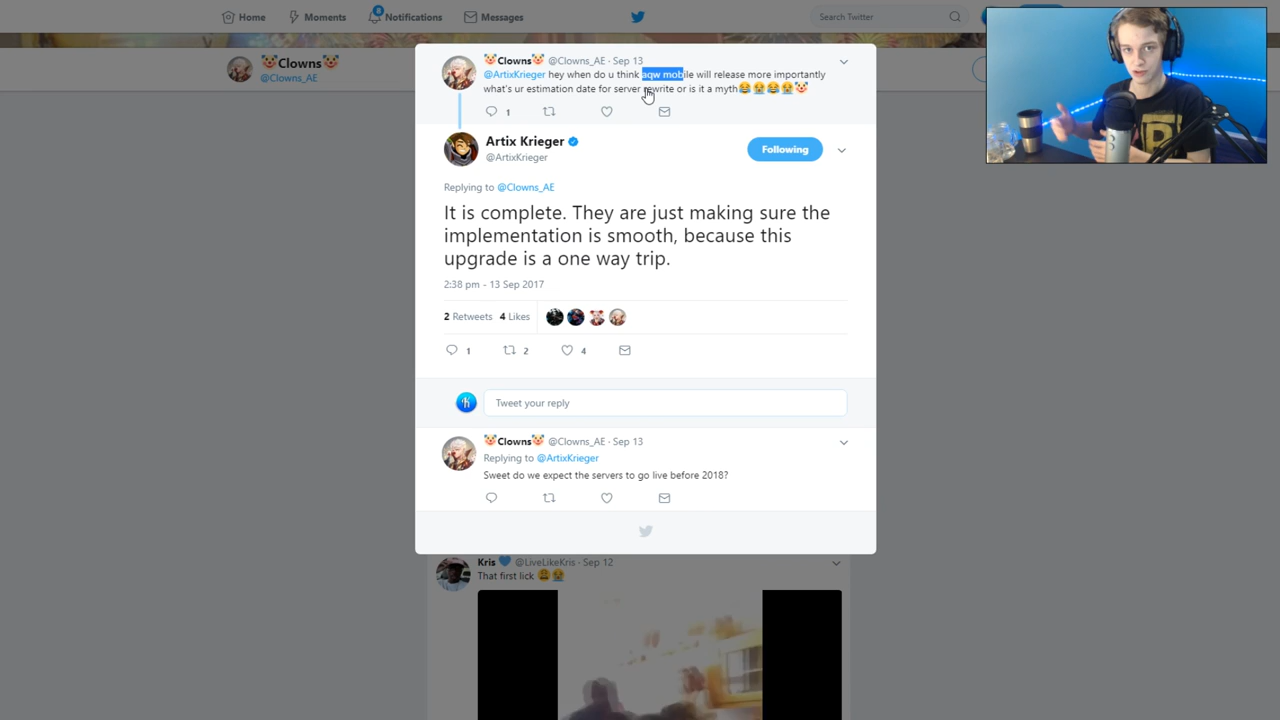 Home
Moments
8
Notifications
Messages
Search Twitter
🤡Clowns🤡
@Clowns_AE
🤡Clowns🤡 @Clowns_AE · Sep 13
@ArtixKrieger hey when do u think aqw mobile will release more importantly
what's ur estimation date for server rewrite or is it a myth😂😭😂😭🤡
1
Artix Krieger
@ArtixKrieger
Following
Replying to @Clowns_AE
It is complete. They are just making sure the
implementation is smooth, because this
upgrade is a one way trip.
2:38 pm - 13 Sep 2017
2 Retweets 4 Likes
1 2 4
Tweet your reply
🤡Clowns🤡 @Clowns_AE · Sep 13
Replying to @ArtixKrieger
Sweet do we expect the servers to go live before 2018?
Kris 💙 @LiveLikeKris · Sep 12
That first lick 😩😭